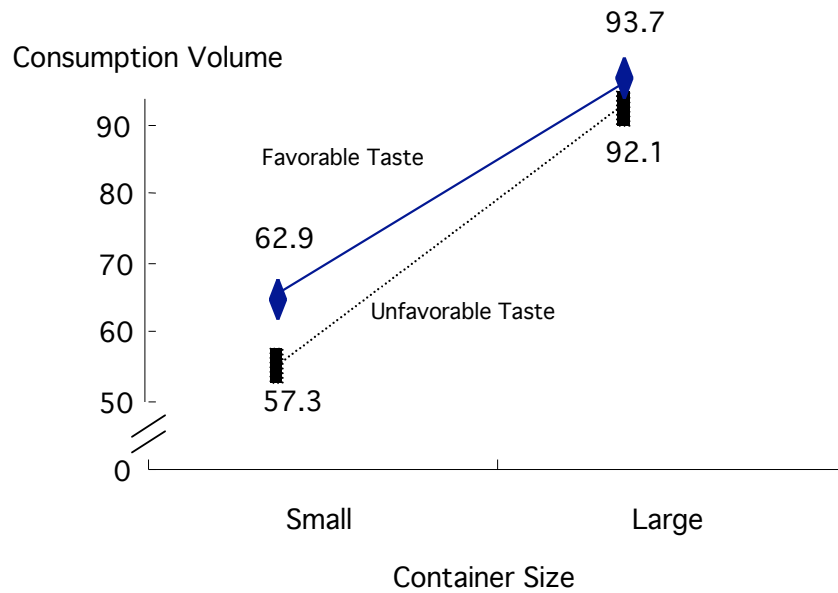 93.7
Consumption Volume
90
Favorable Taste
92.1
80
62.9
70
Unfavorable Taste
60
57.3
50
0
Small Large
Container Size